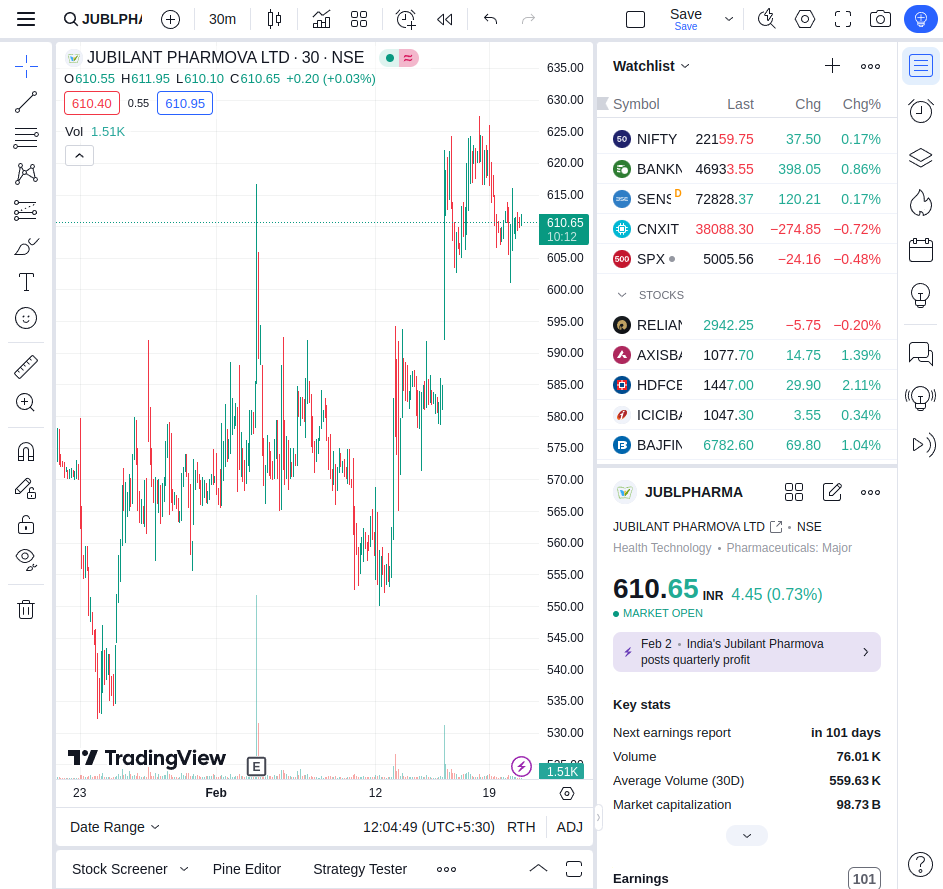 JUBLPHA
30m
Save
Save
JUBILANT PHARMOVA LTD · 30 · NSE
≈
O610.55 H611.95 L610.10 C610.65 +0.20 (+0.03%)
610.40 0.55 610.95
Vol 1.51K
635.00
630.00
625.00
620.00
615.00
610.65
10:12
605.00
600.00
595.00
590.00
585.00
580.00
575.00
570.00
565.00
560.00
555.00
550.00
545.00
540.00
535.00
530.00
525.00
1.51K
TradingView
E
23 Feb 12 19
Date Range
12:04:49 (UTC+5:30) RTH ADJ
Stock Screener Pine Editor Strategy Tester
Watchlist
Symbol Last Chg Chg%
50 NIFTY 22159.75 37.50 0.17%
BANKN 46933.55 398.05 0.86%
SENS D 72828.37 120.21 0.17%
CNXIT 38088.30 −274.85 −0.72%
500 SPX 5005.56 −24.16 −0.48%
STOCKS
RELIAN 2942.25 −5.75 −0.20%
AXISBA 1077.70 14.75 1.39%
HDFCB 1447.00 29.90 2.11%
ICICIBA 1047.30 3.55 0.34%
BAJFIN 6782.60 69.80 1.04%
JUBLPHARMA
JUBILANT PHARMOVA LTD • NSE
Health Technology • Pharmaceuticals: Major
610.65 INR 4.45 (0.73%)
MARKET OPEN
Feb 2 • India's Jubilant Pharmova
posts quarterly profit
Key stats
Next earnings report in 101 days
Volume 76.01 K
Average Volume (30D) 559.63 K
Market capitalization 98.73 B
Earnings 101